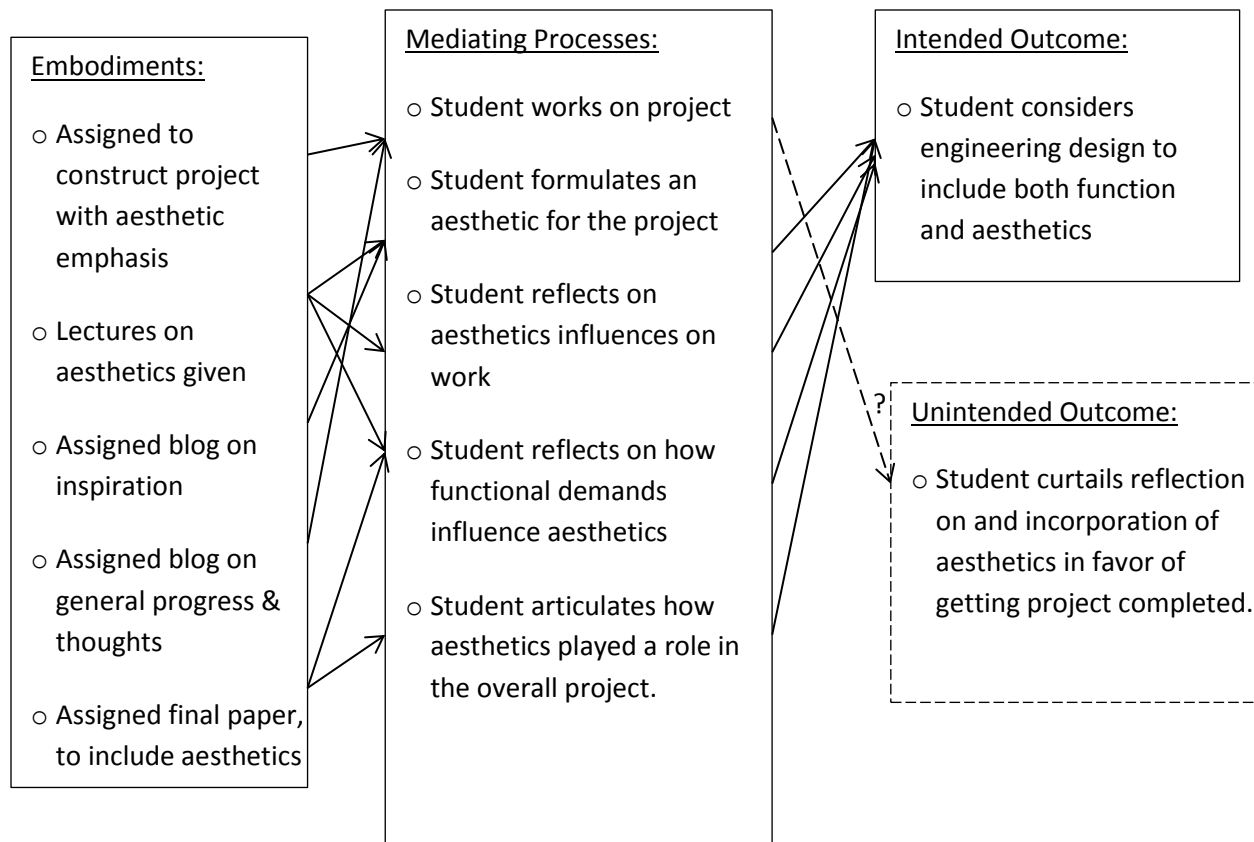 Embodiments:
○ Assigned to
construct project
with aesthetic
emphasis
○ Lectures on
aesthetics given
○ Assigned blog on
inspiration
○ Assigned blog on
general progress &
thoughts
○ Assigned final paper,
to include aesthetics
Mediating Processes:
○ Student works on project
○ Student formulates an
aesthetic for the project
○ Student reflects on
aesthetics influences on
work
○ Student reflects on how
functional demands
influence aesthetics
○ Student articulates how
aesthetics played a role in
the overall project.
Intended Outcome:
○ Student considers
engineering design to
include both function
and aesthetics
?
Unintended Outcome:
○ Student curtails reflection
on and incorporation of
aesthetics in favor of
getting project completed.